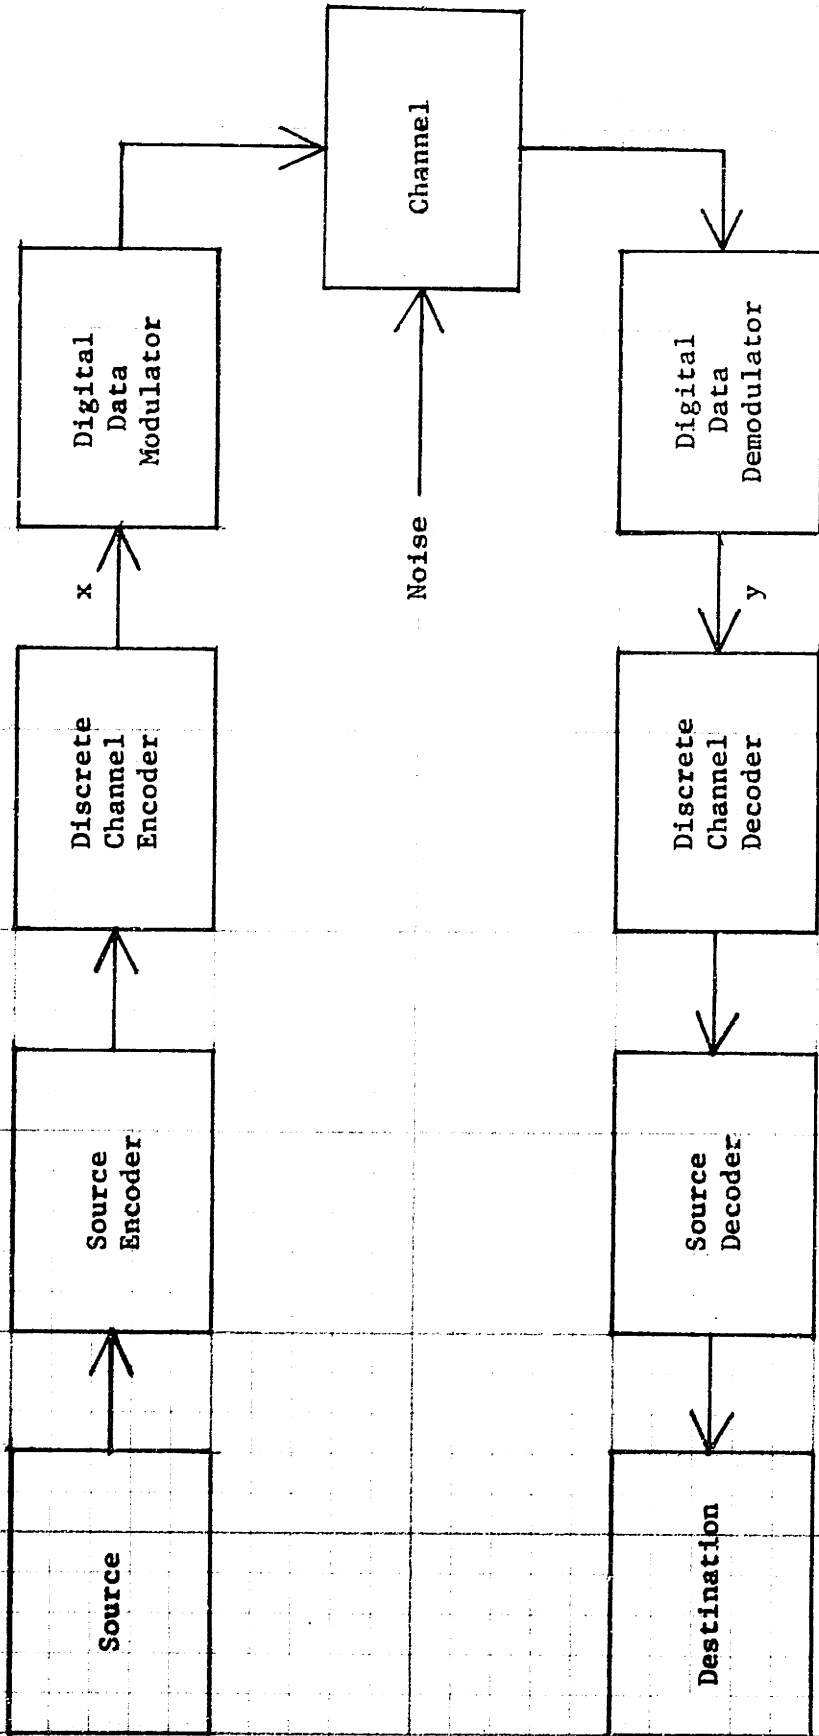 Source
Source
Encoder
Discrete
Channel
Encoder
x
Digital
Data
Modulator
Noise
Channel
Digital
Data
Demodulator
y
Discrete
Channel
Decoder
Source
Decoder
Destination